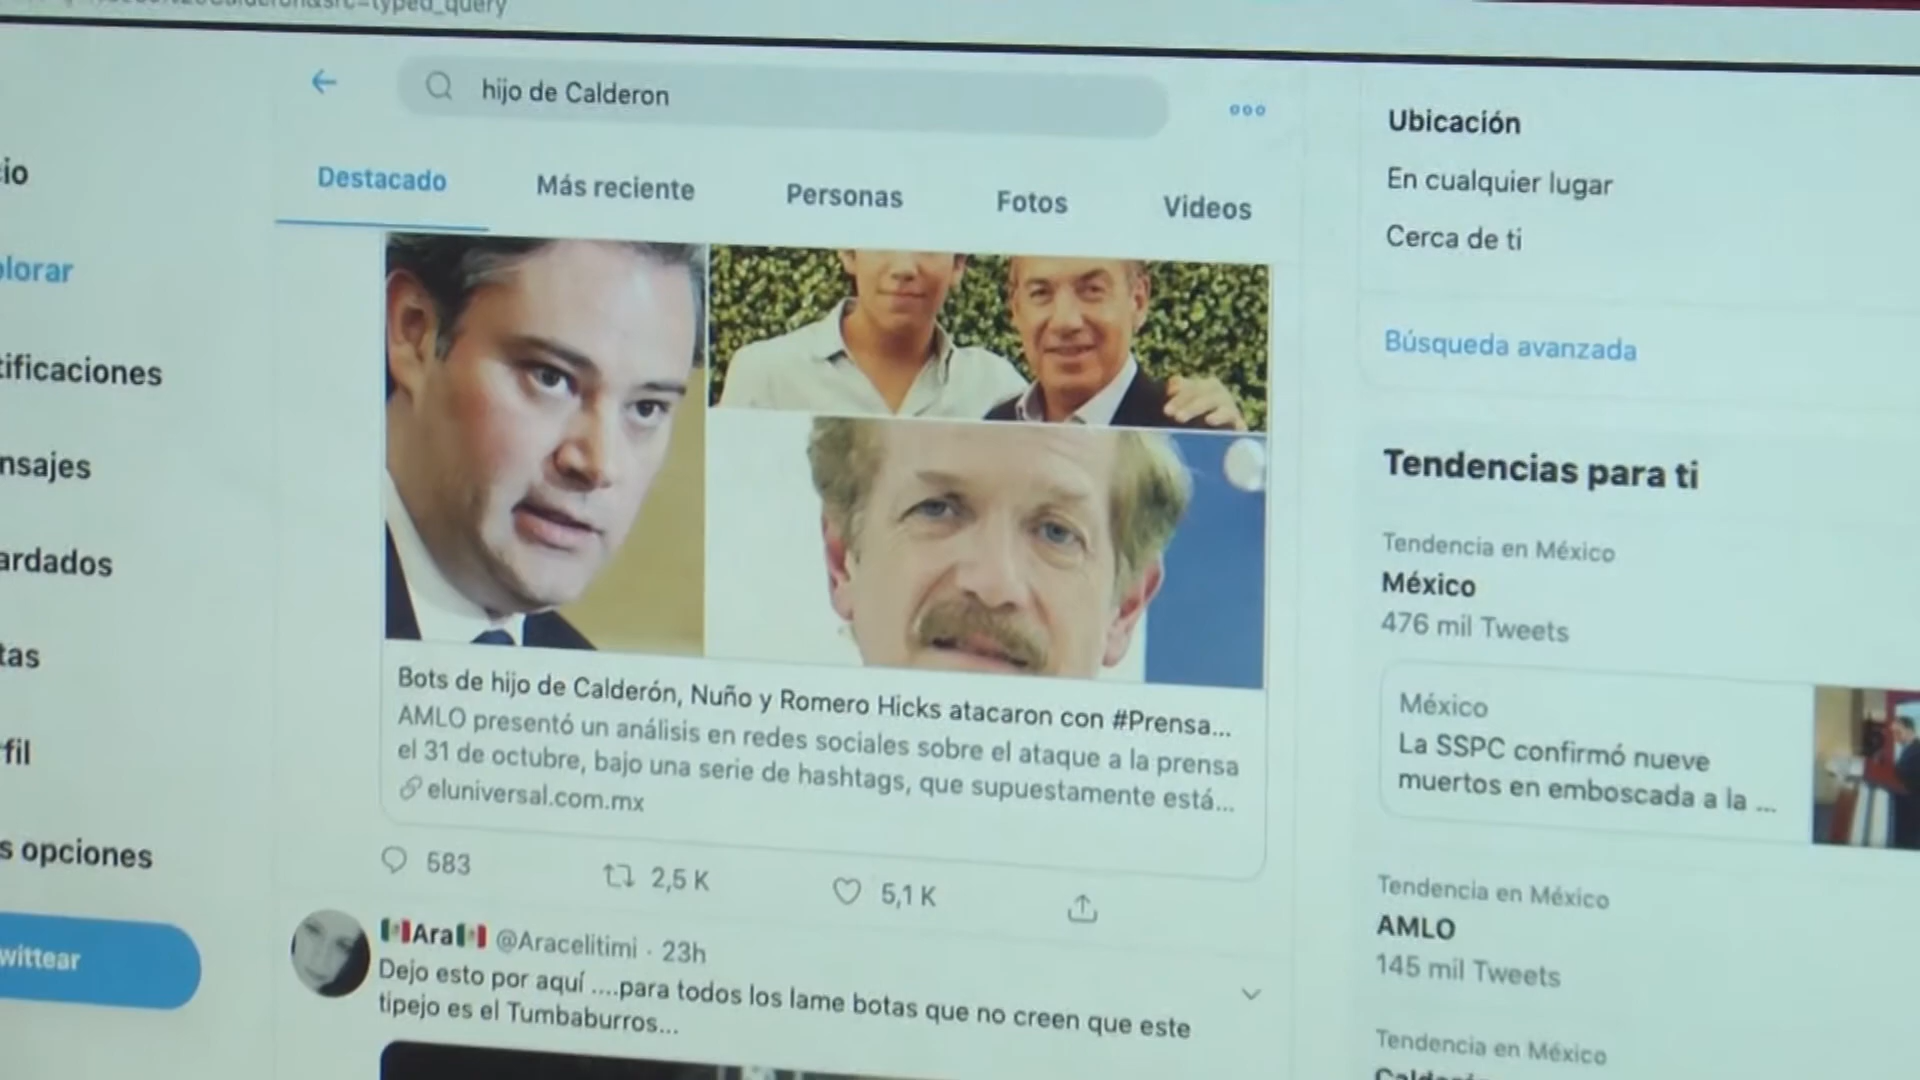 typed_query
hijo de Calderon
Destacado
Más reciente
Personas
Fotos
Videos
Bots de hijo de Calderón, Nuño y Romero Hicks atacaron con #Prensa...
AMLO presentó un análisis en redes sociales sobre el ataque a la prensa
el 31 de octubre, bajo una serie de hashtags, que supuestamente está...
eluniversal.com.mx
583
2,5 K
5,1 K
Ara @Aracelitimi · 23h
Dejo esto por aquí ....para todos los lame botas que no creen que este
tipejo es el Tumbaburros...
io
plorar
tificaciones
nsajes
ardados
tas
fil
s opciones
wittear
Ubicación
En cualquier lugar
Cerca de ti
Búsqueda avanzada
Tendencias para ti
Tendencia en México
México
476 mil Tweets
México
La SSPC confirmó nueve
muertos en emboscada a la ...
Tendencia en México
AMLO
145 mil Tweets
Tendencia en México